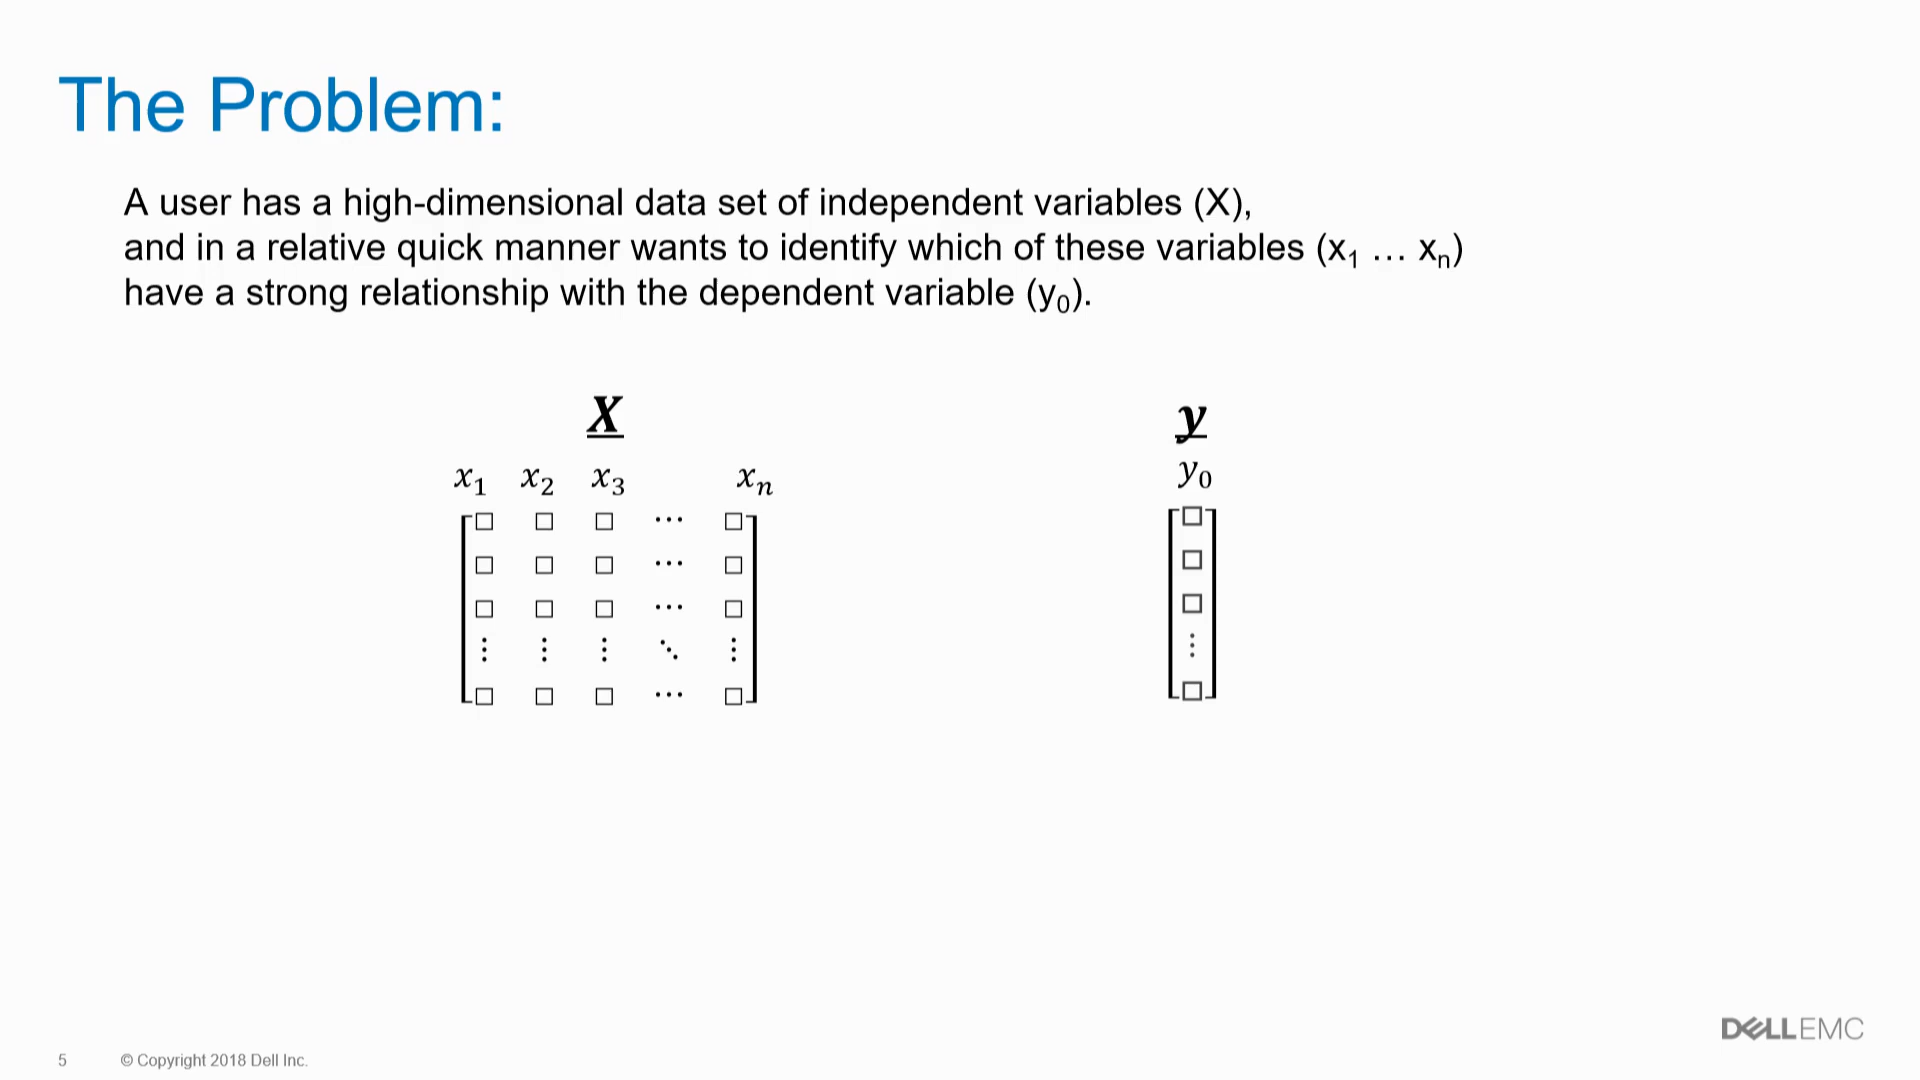 The Problem:
A user has a high-dimensional data set of independent variables (X),
and in a relative quick manner wants to identify which of these variables (x₁ … xₙ)
have a strong relationship with the dependent variable (y₀).
X
y
x₁ x₂ x₃ xₙ
y₀
□ □ □ ⋯ □
□ □ □ ⋯ □
□ □ □ ⋯ □
⋮ ⋮ ⋮ ⋱ ⋮
□ □ □ ⋯ □
□
□
□
⋮
□
DELLEMC
5 © Copyright 2018 Dell Inc.